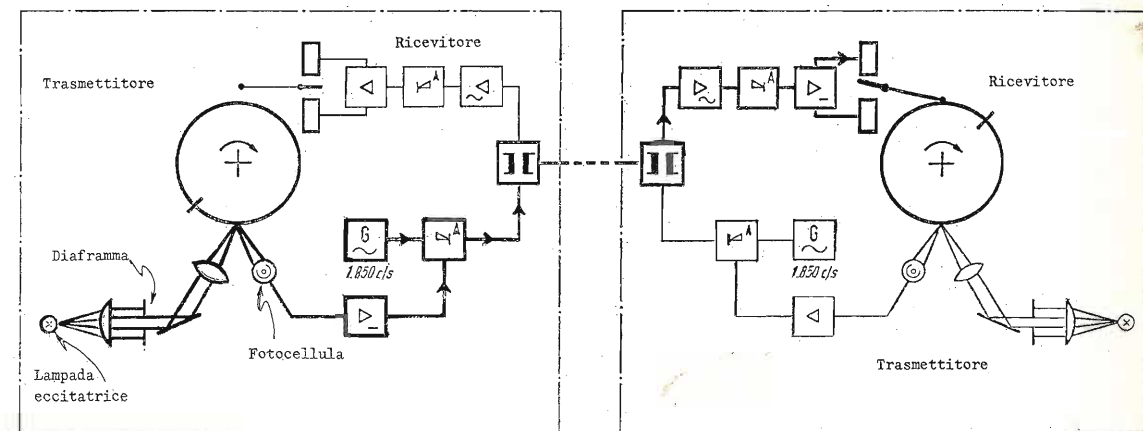 Trasmettitore
Ricevitore
A
G
1.850 c/s
A
Diaframma
Fotocellula
Lampada
eccitatrice
A
Ricevitore
A
G
1.850 c/s
Trasmettitore